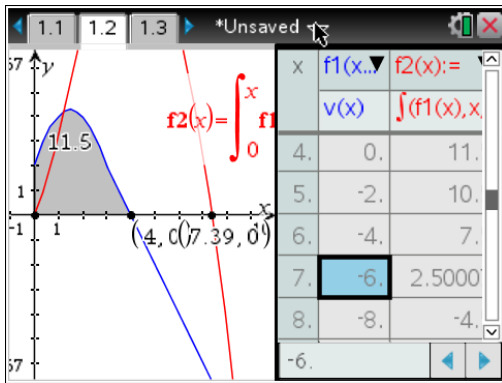 1.1 1.2 1.3 *Unsaved
y
f2(x)=∫ x 0 f1
11.5
1
-1
1
x
(4, 0)
(7.39, 0)
x f1(x... f2(x):=
v(x) ∫(f1(x),x,
4. 0. 11.
5. -2. 10.
6. -4. 7.
7. -6. 2.5000
8. -8. -4.
-6.